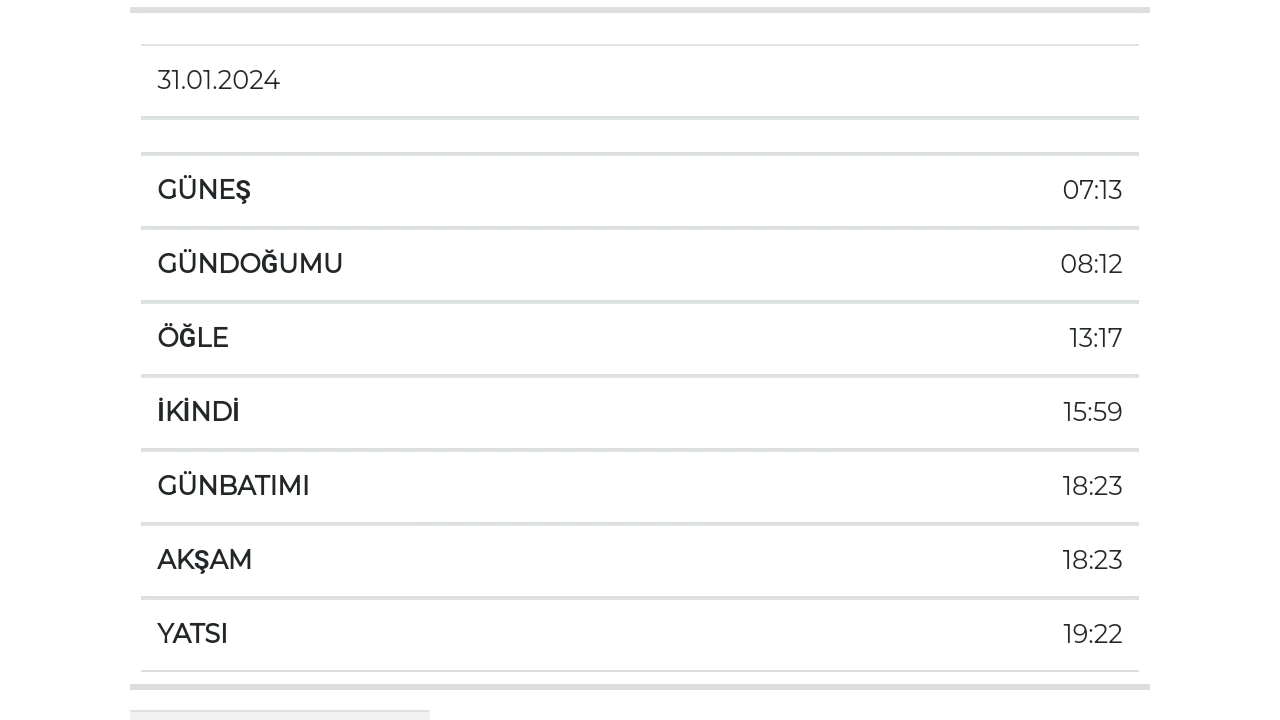 31.01.2024
GÜNEŞ 07:13
GÜNDOĞUMU 08:12
ÖĞLE 13:17
İKİNDİ 15:59
GÜNBATIMI 18:23
AKŞAM 18:23
YATSI 19:22